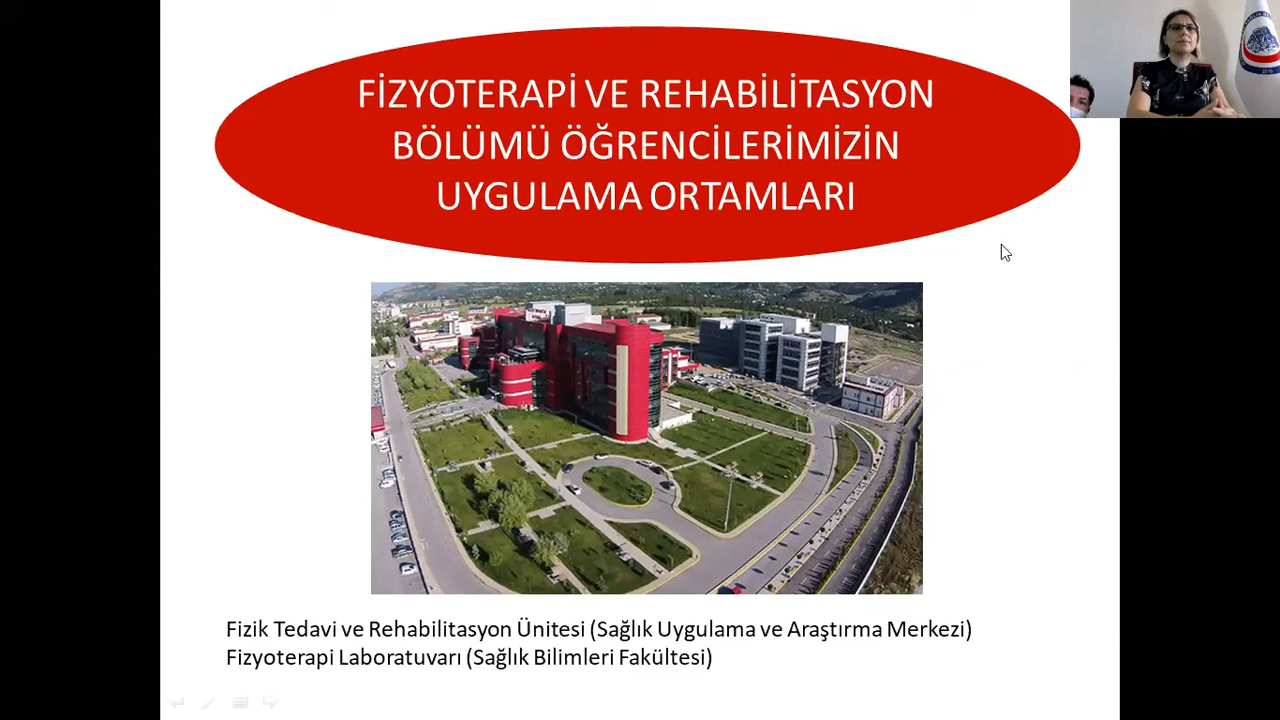 FİZYOTERAPİ VE REHABİLİTASYON
BÖLÜMÜ ÖĞRENCİLERİMİZİN
UYGULAMA ORTAMLARI
Fizik Tedavi ve Rehabilitasyon Ünitesi (Sağlık Uygulama ve Araştırma Merkezi)
Fizyoterapi Laboratuvarı (Sağlık Bilimleri Fakültesi)